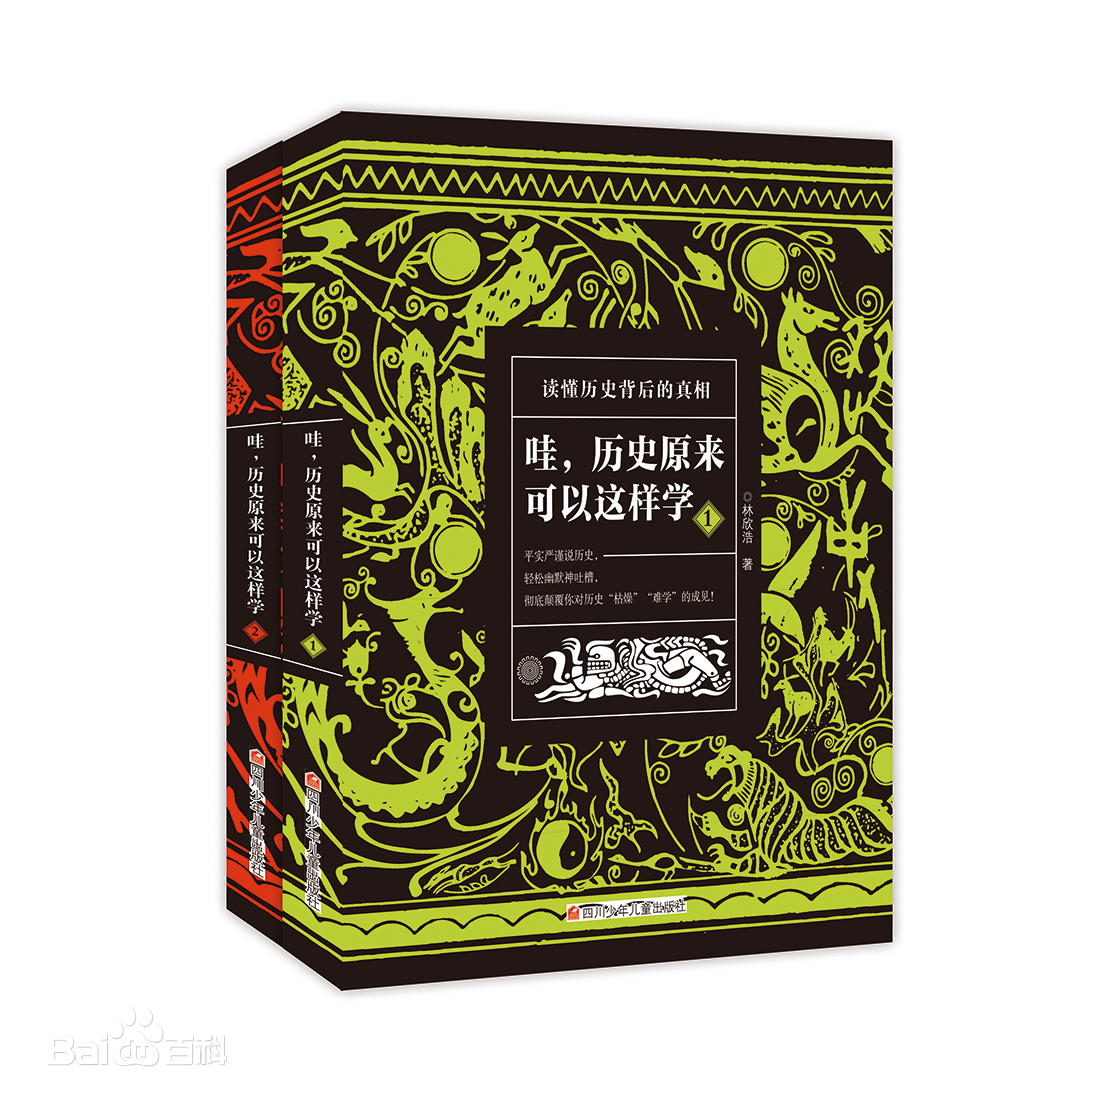 读懂历史背后的真相
哇，历史原来
可以这样学 1
◎林欣浩 著
平实严谨说历史，
轻松幽默神吐槽，
彻底颠覆你对历史“枯燥”“难学”的成见！
四川少年儿童出版社
哇，历史原来可以这样学 1
四川少年儿童出版社
哇，历史原来可以这样学 2
四川少年儿童出版社
Bai百科